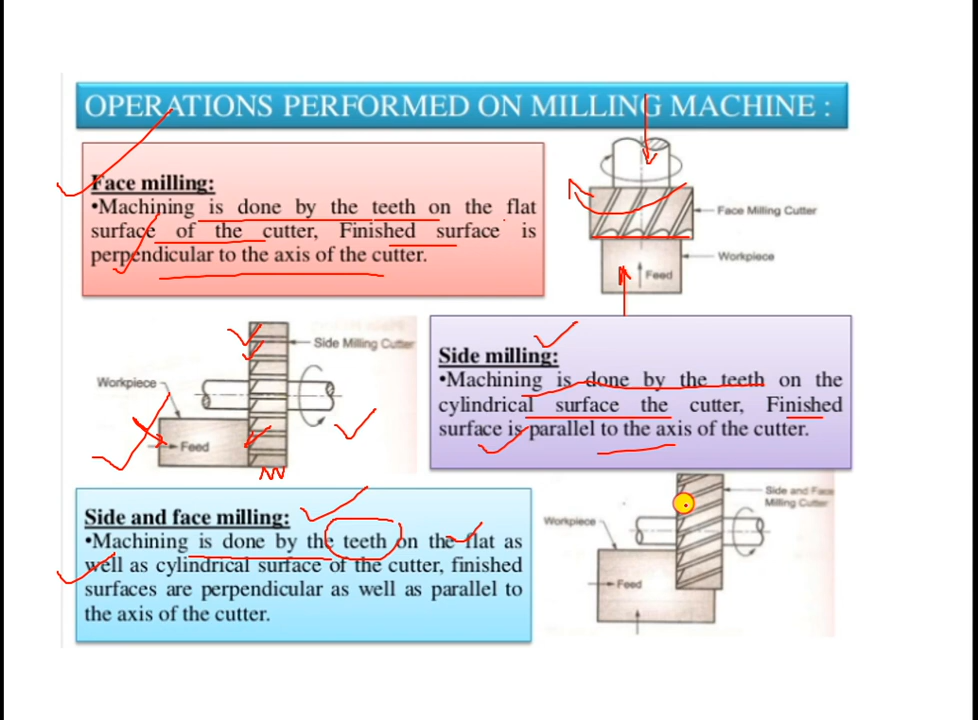 OPERATIONS PERFORMED ON MILLING MACHINE :
Face milling:
•Machining is done by the teeth on the flat
surface of the cutter, Finished surface is
perpendicular to the axis of the cutter.
Face Milling Cutter
Workpiece
Feed
Side Milling Cutter
Workpiece
Feed
Side milling:
•Machining is done by the teeth on the
cylindrical surface the cutter, Finished
surface is parallel to the axis of the cutter.
Side and face milling:
•Machining is done by the teeth on the flat as
well as cylindrical surface of the cutter, finished
surfaces are perpendicular as well as parallel to
the axis of the cutter.
Side and Face
Milling Cutter
Workpiece
Feed